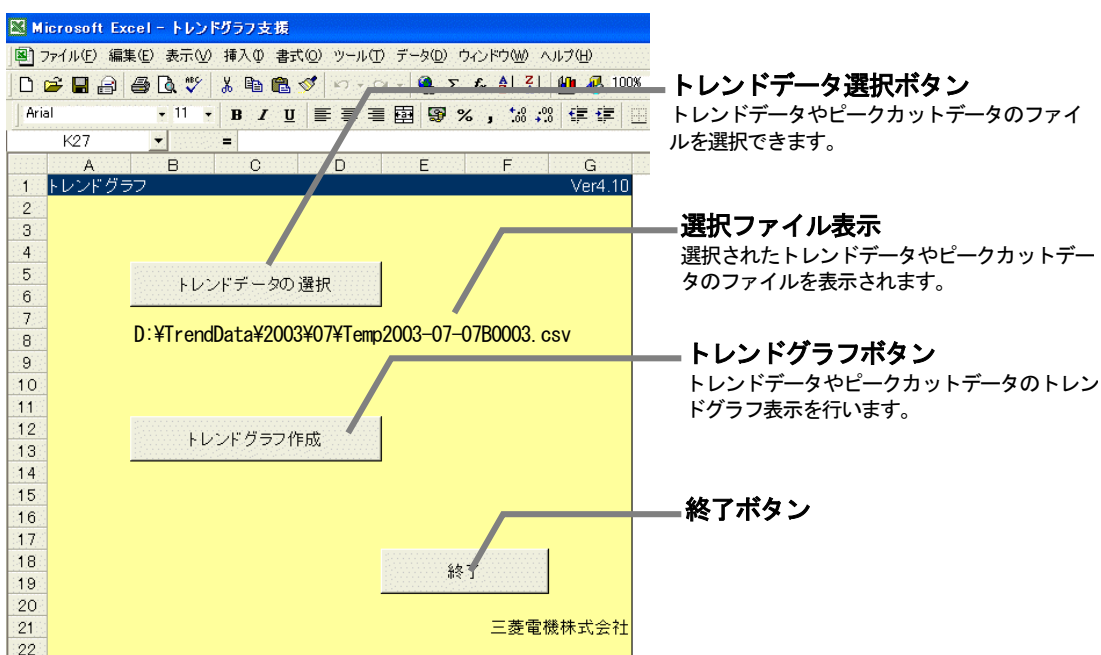 Microsoft Excel - トレンドグラフ支援
ファイル(F) 編集(E) 表示(V) 挿入(I) 書式(O) ツール(T) データ(D) ウィンドウ(W) ヘルプ(H)
100%
Arial 11 B I U % ,
K27 =
A B C D E F G
1 トレンドグラフ Ver4.10
2
3
4
5
6
トレンドデータの選択
7
8
D:¥TrendData¥2003¥07¥Temp2003-07-07B0003.csv
9
10
11
12
13
トレンドグラフ作成
14
15
16
17
18
19
終了
20
21 三菱電機株式会社
22
トレンドデータ選択ボタン
トレンドデータやピークカットデータのファイ
ルを選択できます。
選択ファイル表示
選択されたトレンドデータやピークカットデー
タのファイルを表示されます。
トレンドグラフボタン
トレンドデータやピークカットデータのトレン
ドグラフ表示を行います。
終了ボタン